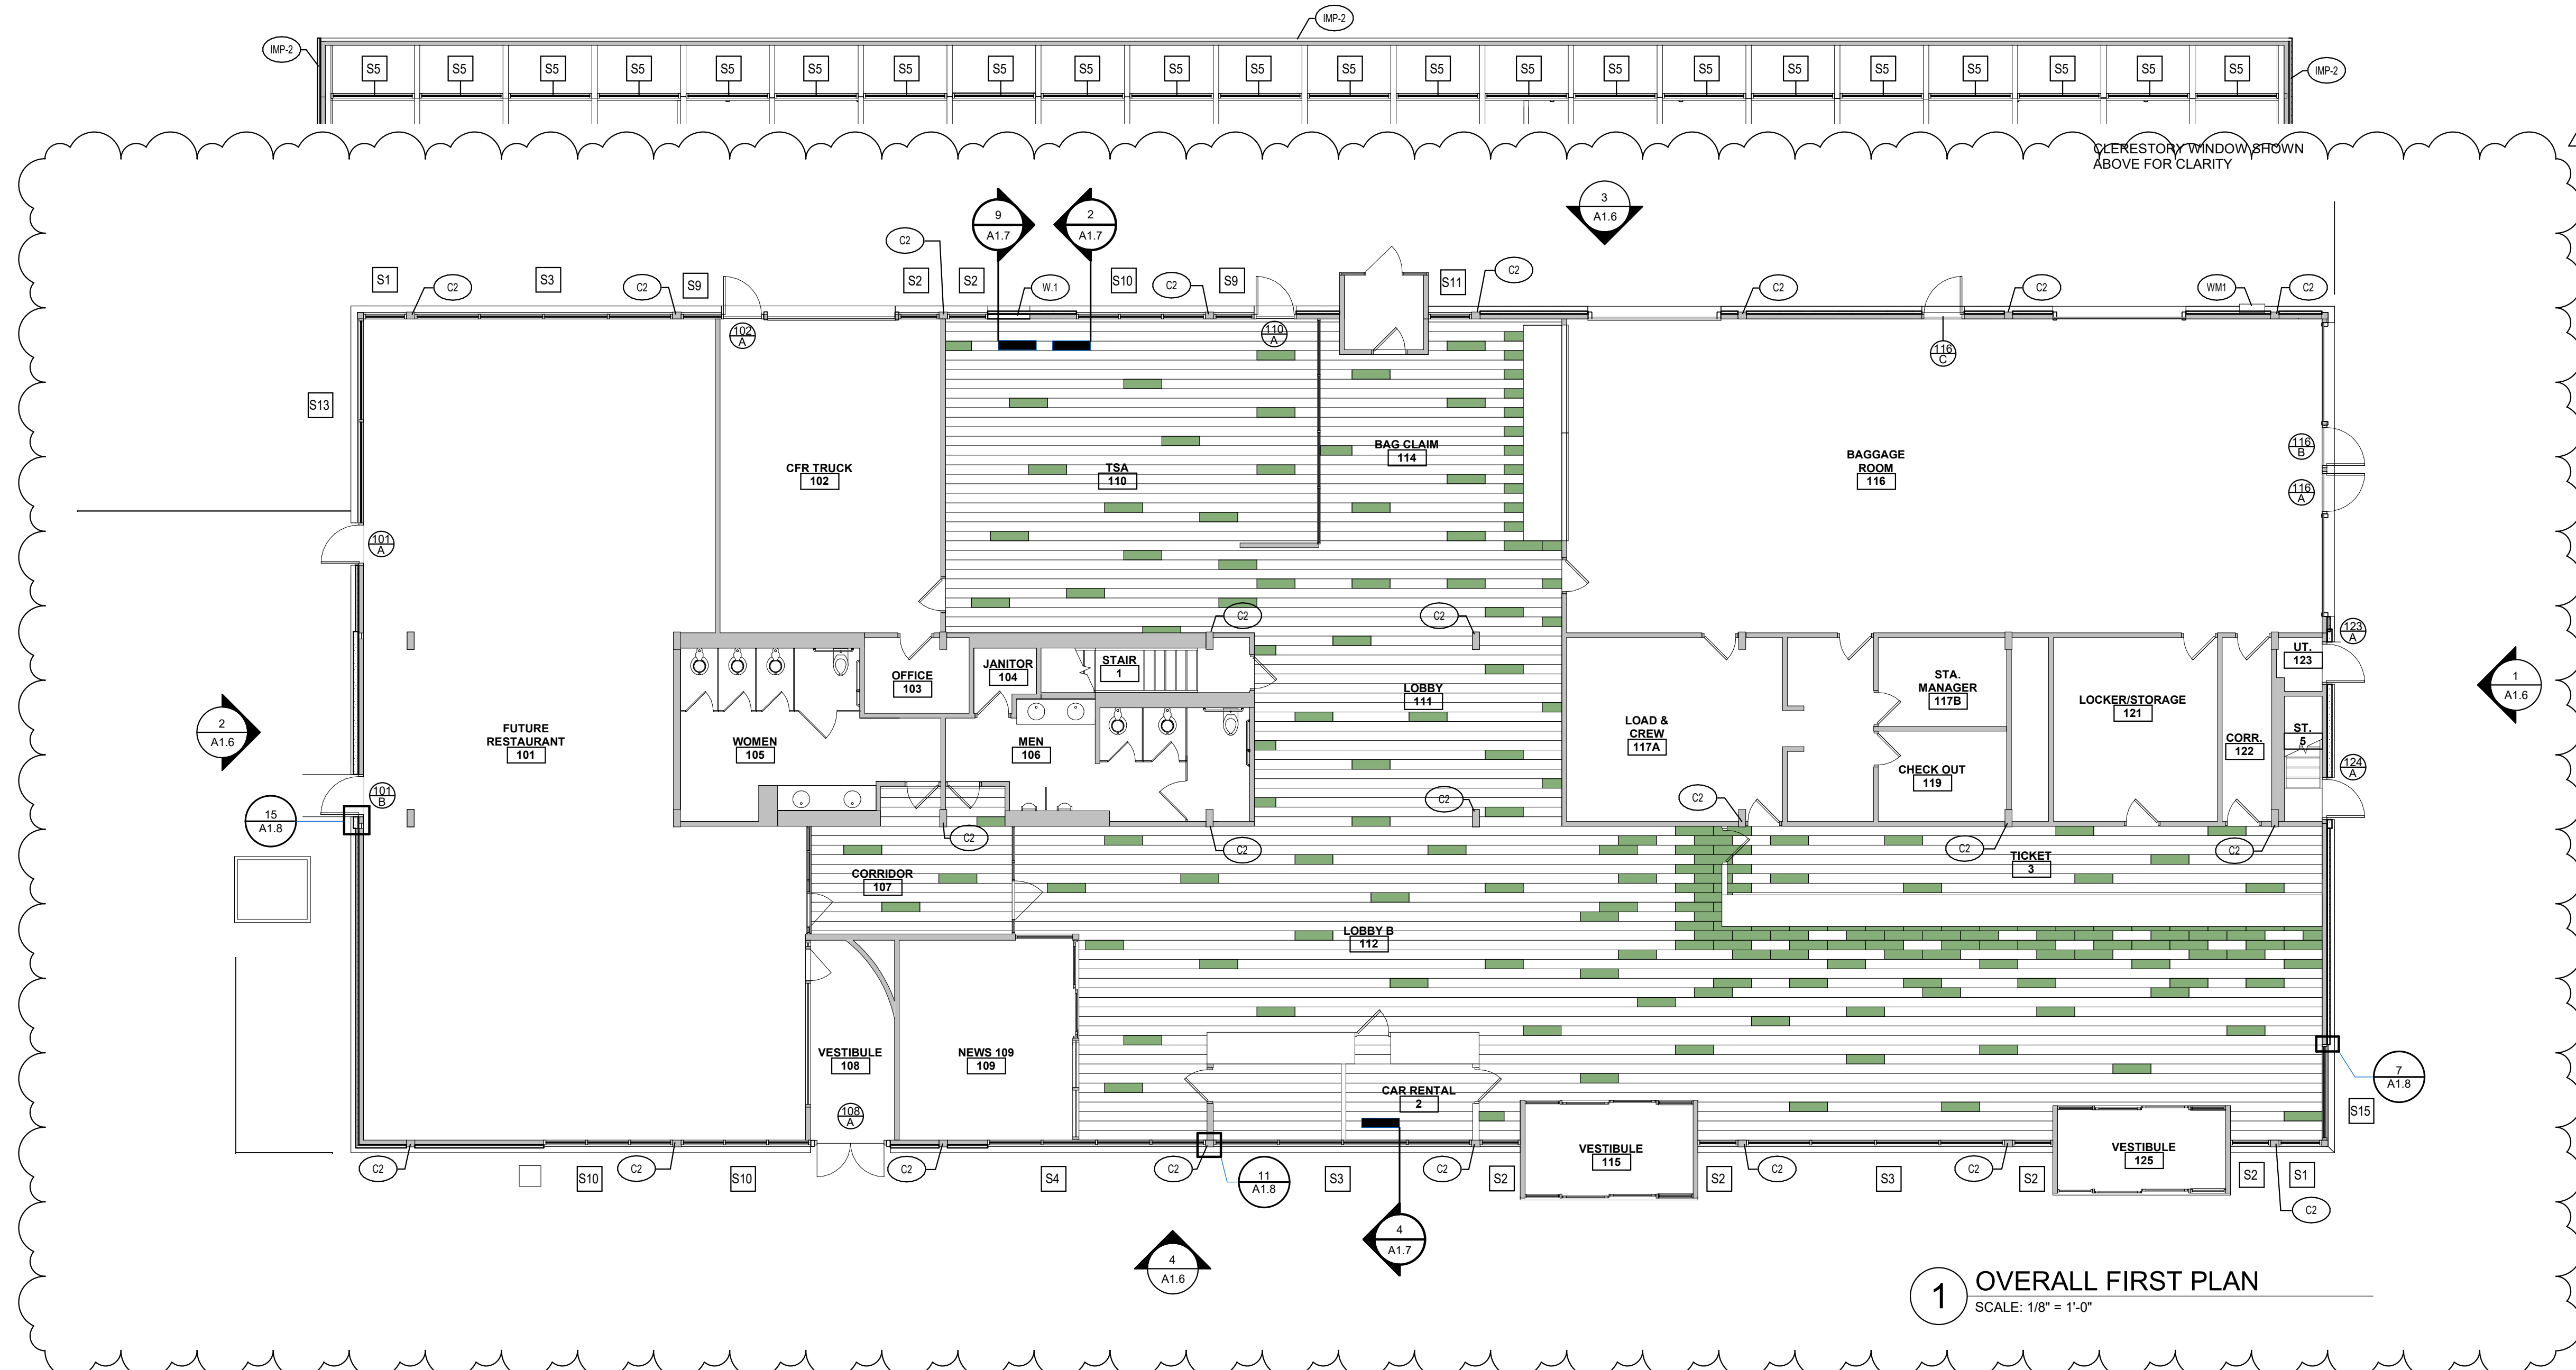 IMP-2
IMP-2
S5 S5 S5 S5 S5 S5 S5 S5 S5 S5 S5 S5 S5 S5 S5 S5 S5 S5 S5 S5 S5 S5
IMP-2
CLERESTORY WINDOW SHOWN
ABOVE FOR CLARITY
9
A1.7
2
A1.7
3
A1.6
C2
S1
C2
S3
C2
S9
S2
S2
W.1
S10
C2
S9
S11
C2
C2
C2
WM1
C2
102
A
110
A
116
C
S13
CFR TRUCK
102
TSA
110
BAG CLAIM
114
BAGGAGE
ROOM
116
116
B
116
A
101
A
C2
C2
123
A
OFFICE
103
JANITOR
104
STAIR
1
LOBBY
111
STA.
MANAGER
117B
LOCKER/STORAGE
121
UT.
123
1
A1.6
2
A1.6
FUTURE
RESTAURANT
101
WOMEN
105
MEN
106
LOAD &
CREW
117A
CHECK OUT
119
CORR.
122
ST.
5
124
A
101
B
15
A1.8
C2
C2
C2
C2
C2
C2
TICKET
3
CORRIDOR
107
LOBBY B
112
VESTIBULE
108
NEWS 109
109
CAR RENTAL
2
7
A1.8
S15
108
A
VESTIBULE
115
VESTIBULE
125
C2
S10
C2
S10
C2
S4
C2
11
A1.8
S3
C2
S2
S2
C2
S3
C2
S2
S2
S1
C2
4
A1.7
4
A1.6
1
OVERALL FIRST PLAN
SCALE: 1/8" = 1'-0"